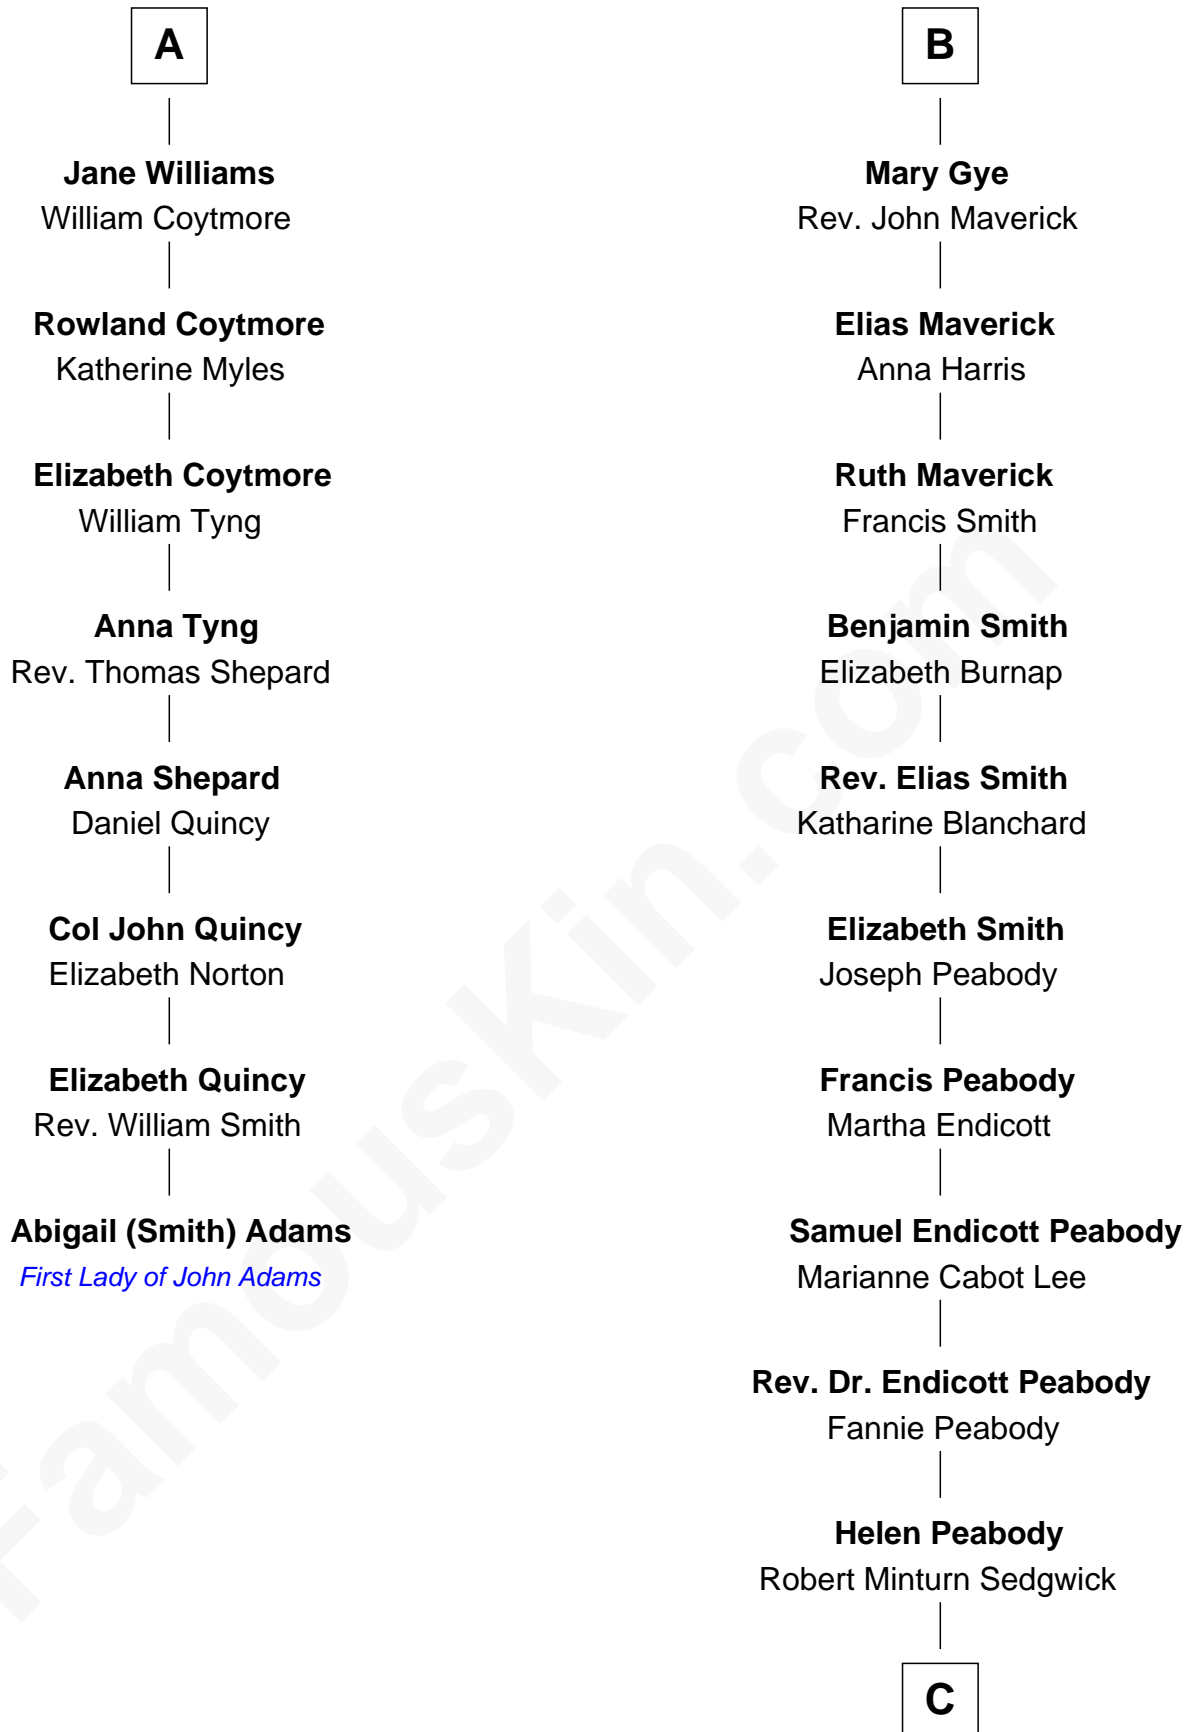 A
Jane Williams
William Coytmore
Rowland Coytmore
Katherine Myles
Elizabeth Coytmore
William Tyng
Anna Tyng
Rev. Thomas Shepard
Anna Shepard
Daniel Quincy
Col John Quincy
Elizabeth Norton
Elizabeth Quincy
Rev. William Smith
Abigail (Smith) Adams
First Lady of John Adams
B
Mary Gye
Rev. John Maverick
Elias Maverick
Anna Harris
Ruth Maverick
Francis Smith
Benjamin Smith
Elizabeth Burnap
Rev. Elias Smith
Katharine Blanchard
Elizabeth Smith
Joseph Peabody
Francis Peabody
Martha Endicott
Samuel Endicott Peabody
Marianne Cabot Lee
Rev. Dr. Endicott Peabody
Fannie Peabody
Helen Peabody
Robert Minturn Sedgwick
C
FamousKin.com